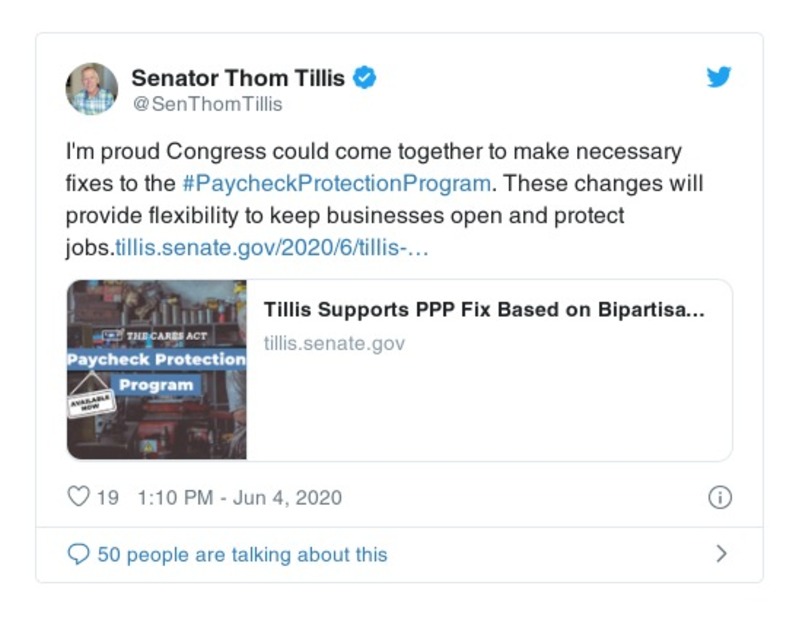 Senator Thom Tillis
@SenThomTillis
I'm proud Congress could come together to make necessary
fixes to the #PaycheckProtectionProgram. These changes will
provide flexibility to keep businesses open and protect
jobs.tillis.senate.gov/2020/6/tillis-…
THE CARES ACT
Paycheck Protection
Program
AVAILABLE
NOW
Tillis Supports PPP Fix Based on Bipartisa...
tillis.senate.gov
19 1:10 PM - Jun 4, 2020
50 people are talking about this